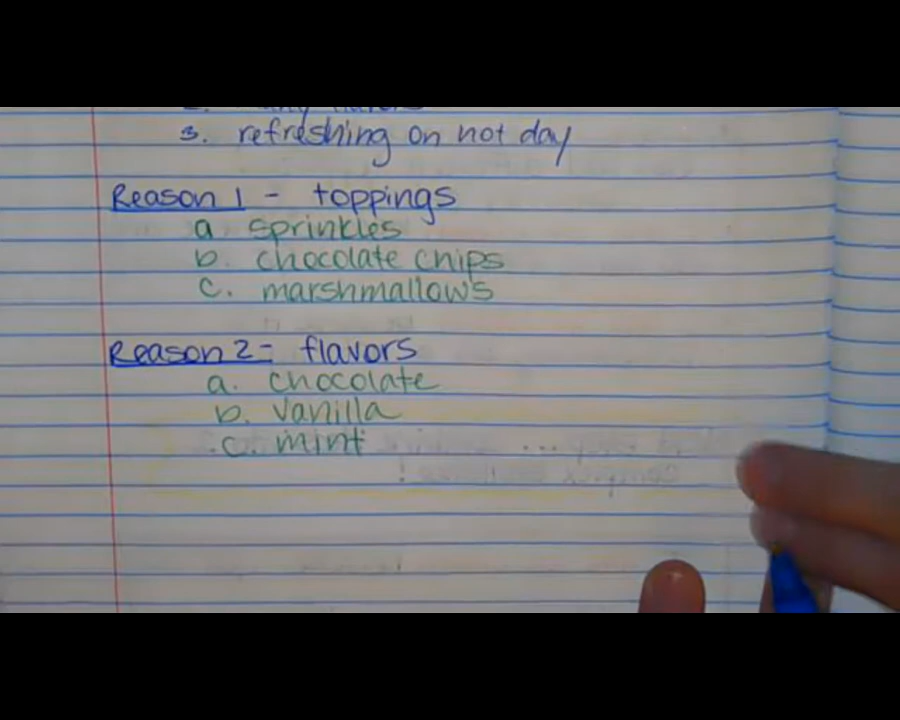 3. refreshing on hot day
Reason 1 - toppings
a. sprinkles
b. chocolate chips
c. marshmallows
Reason 2 - flavors
a. chocolate
b. vanilla
c. mint